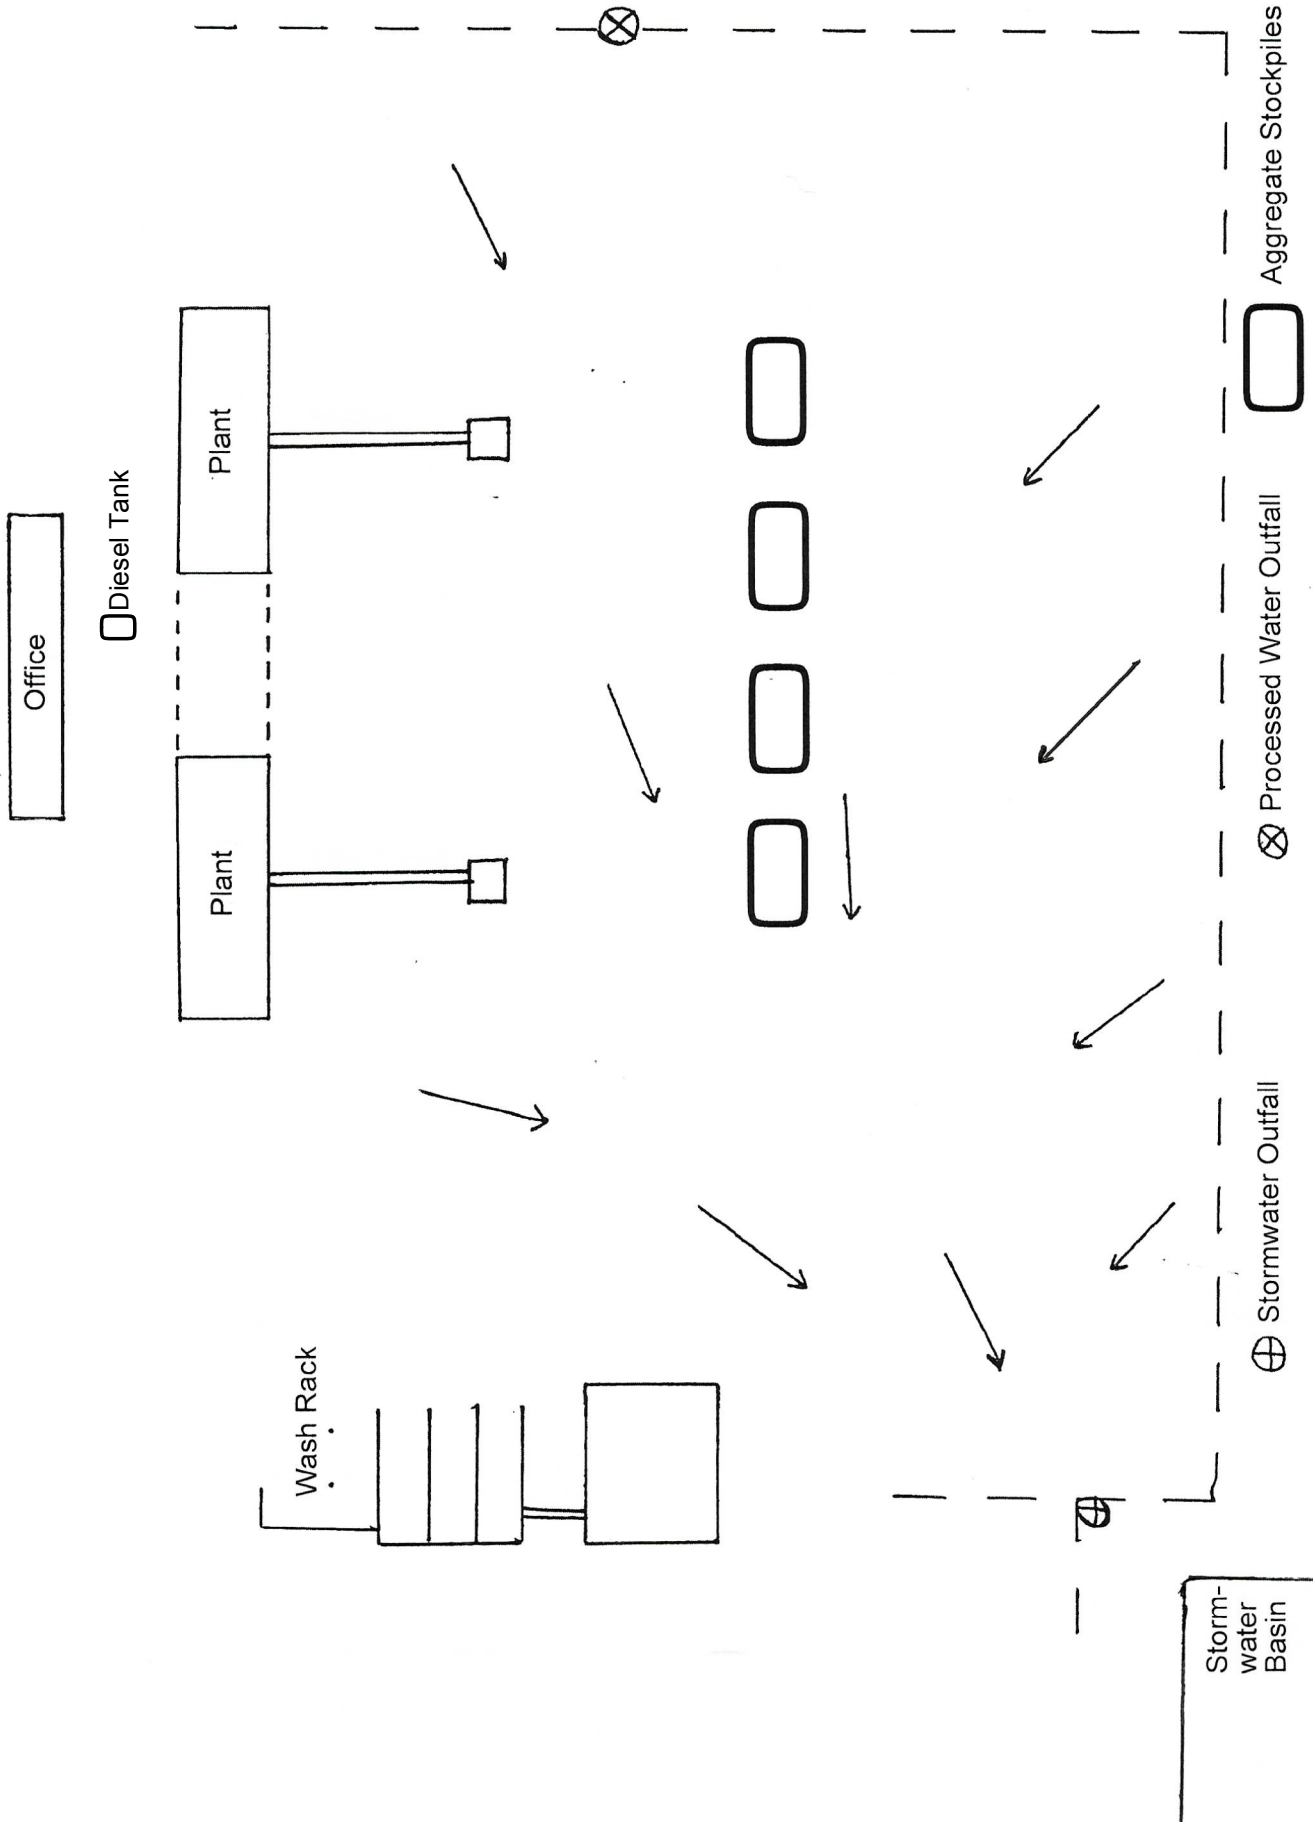 Office
Diesel Tank
Plant
Plant
Wash Rack
Storm-
water
Basin
Stormwater Outfall
Processed Water Outfall
Aggregate Stockpiles